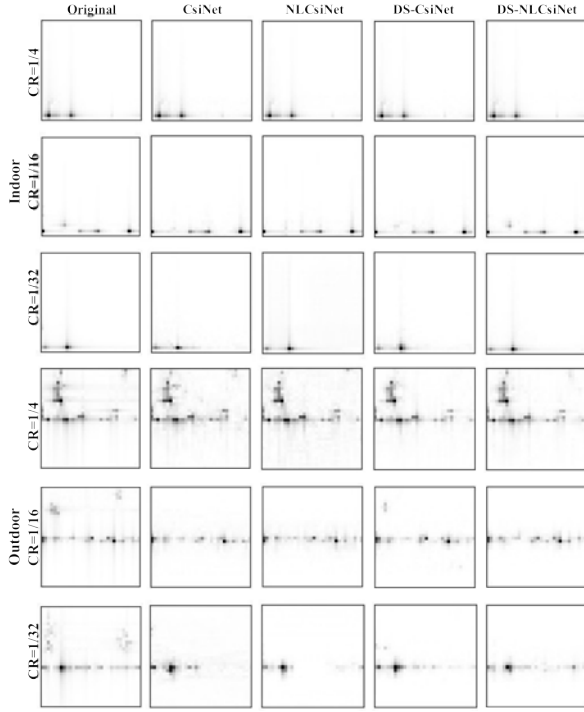 Original CsiNet NLCsiNet DS-CsiNet DS-NLCsiNet
Indoor
CR=1/4
CR=1/16
CR=1/32
Outdoor
CR=1/4
CR=1/16
CR=1/32